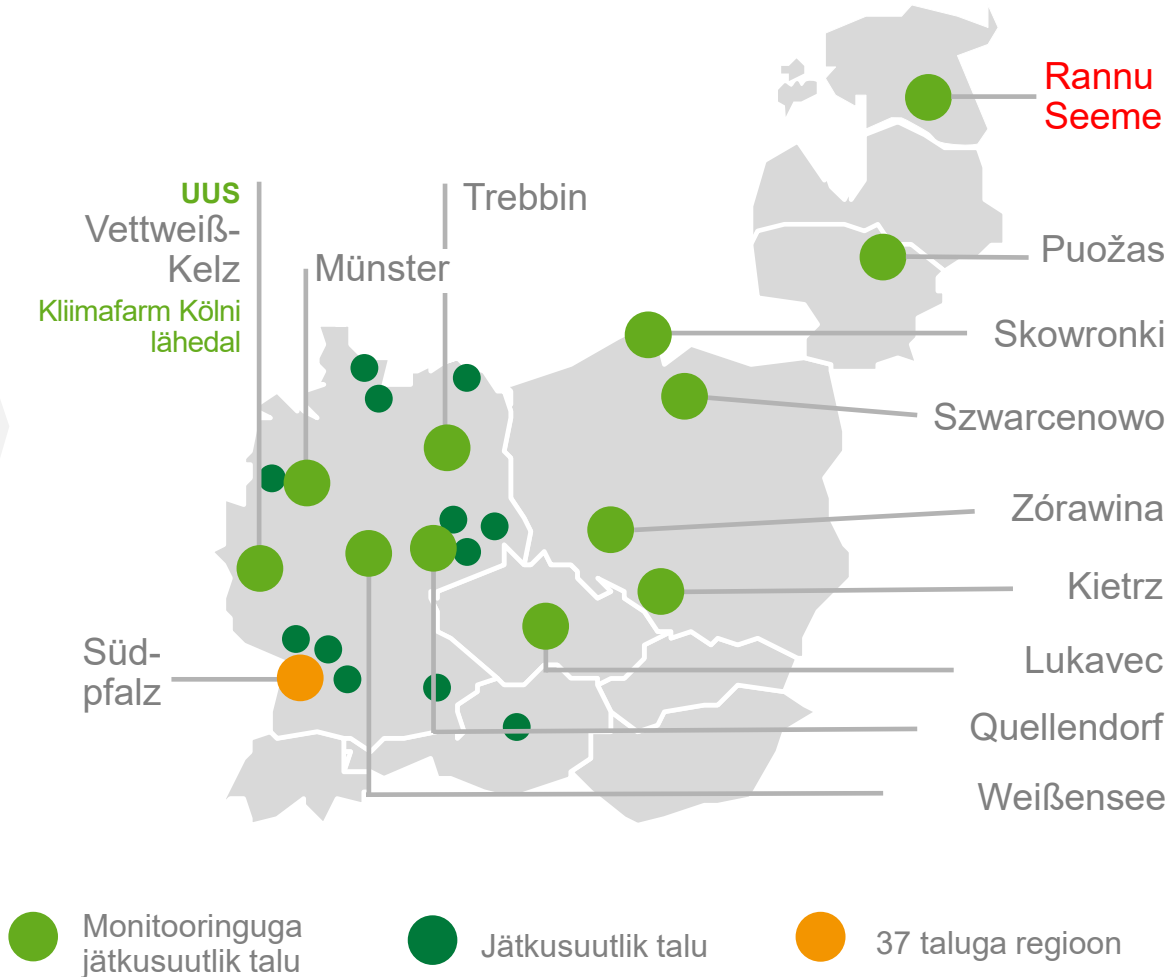 Rannu
Seeme
UUS
Vettweiß-
Kelz
Kliimafarm Kölni
lähedal
Trebbin
Münster
Puožas
Skowronki
Szwarcenowo
Zórawina
Kietrz
Süd-
pfalz
Lukavec
Quellendorf
Weißensee
Monitooringuga
jätkusuutlik talu
Jätkusuutlik talu
37 taluga regioon